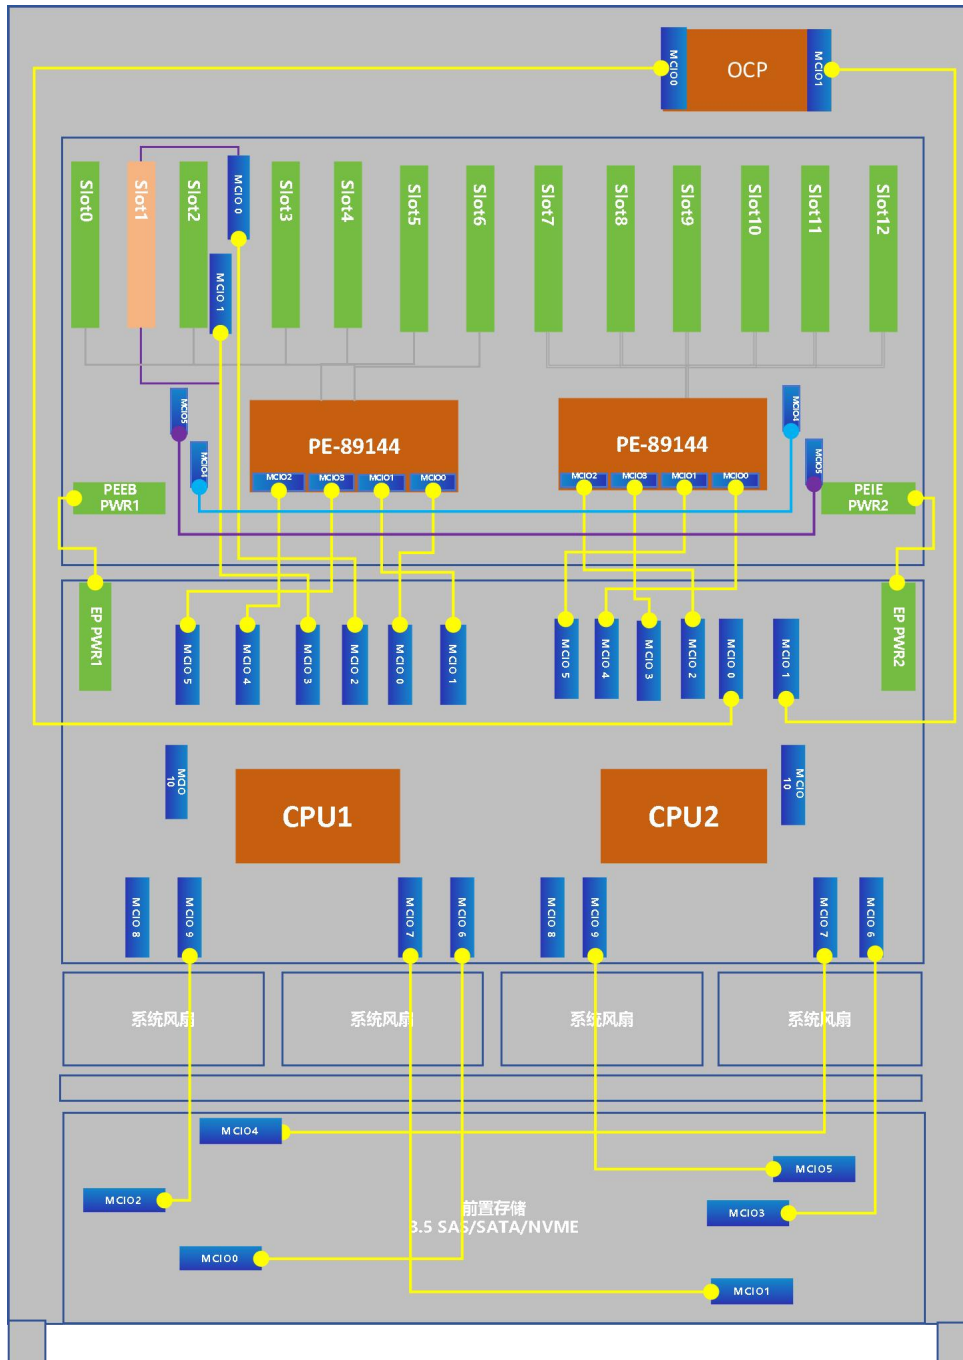 MCIO0
OCP
MCIO1
Slot0
Slot1
Slot2
MCIO 0
Slot3
Slot4
Slot5
Slot6
Slot7
Slot8
Slot9
Slot10
Slot11
Slot12
MCIO 1
MCIO5
MCIO4
PE-89144
MCIO2
MCIO3
MCIO1
MCIO0
PE-89144
MCIO2
MCIO3
MCIO1
MCIO0
MCIO4
MCIO5
PEEB
PWR1
PEIE
PWR2
EP PWR1
EP PWR2
MCIO 5
MCIO 4
MCIO 3
MCIO 2
MCIO 0
MCIO 1
MCIO 5
MCIO 4
MCIO 3
MCIO 2
MCIO 0
MCIO 1
MCIO
10
CPU1
CPU2
MCIO
10
MCIO 8
MCIO 9
MCIO 7
MCIO 6
MCIO 8
MCIO 9
MCIO 7
MCIO 6
系统风扇
系统风扇
系统风扇
系统风扇
MCIO4
MCIO5
MCIO2
MCIO3
前置存储
3.5 SAS/SATA/NVME
MCIO0
MCIO1